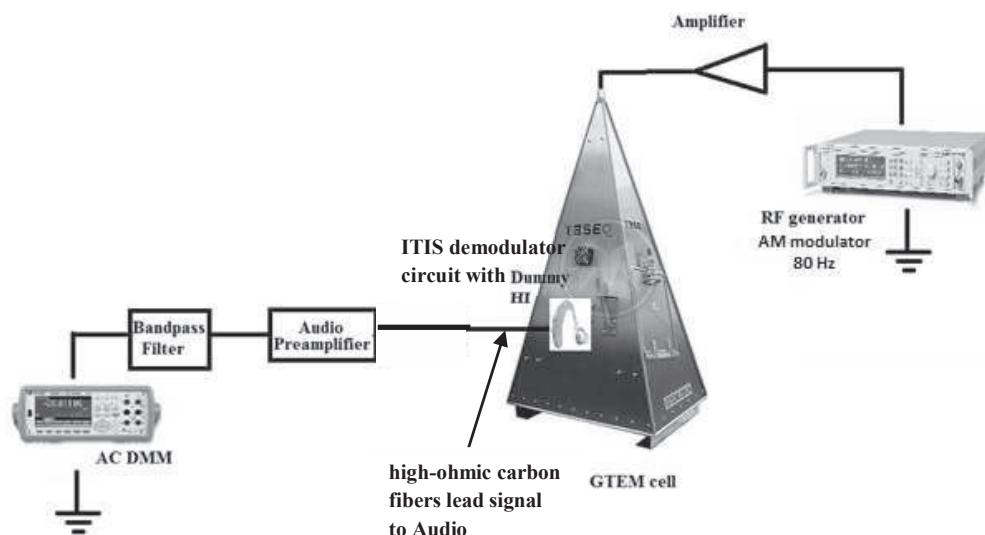 Amplifier
RF generator
AM modulator
80 Hz
ITIS demodulator
circuit with Dummy
HI
Bandpass
Filter
Audio
Preamplifier
AC DMM
GTEM cell
high-ohmic carbon
fibers lead signal
to Audio